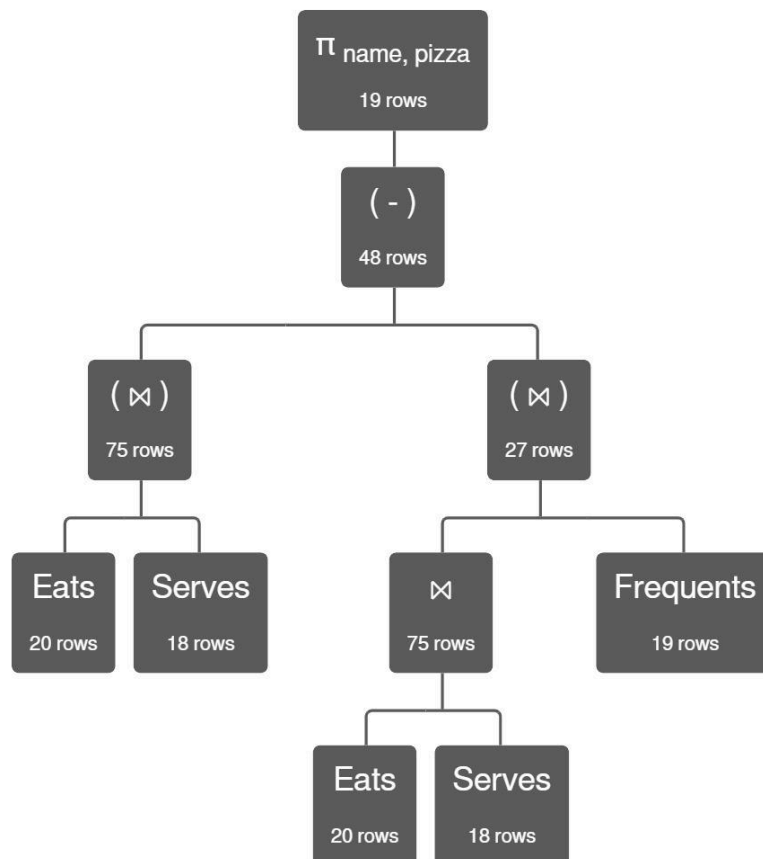 π name, pizza
19 rows
( - )
48 rows
( ⋈ )
75 rows
( ⋈ )
27 rows
Eats
20 rows
Serves
18 rows
⋈
75 rows
Frequents
19 rows
Eats
20 rows
Serves
18 rows